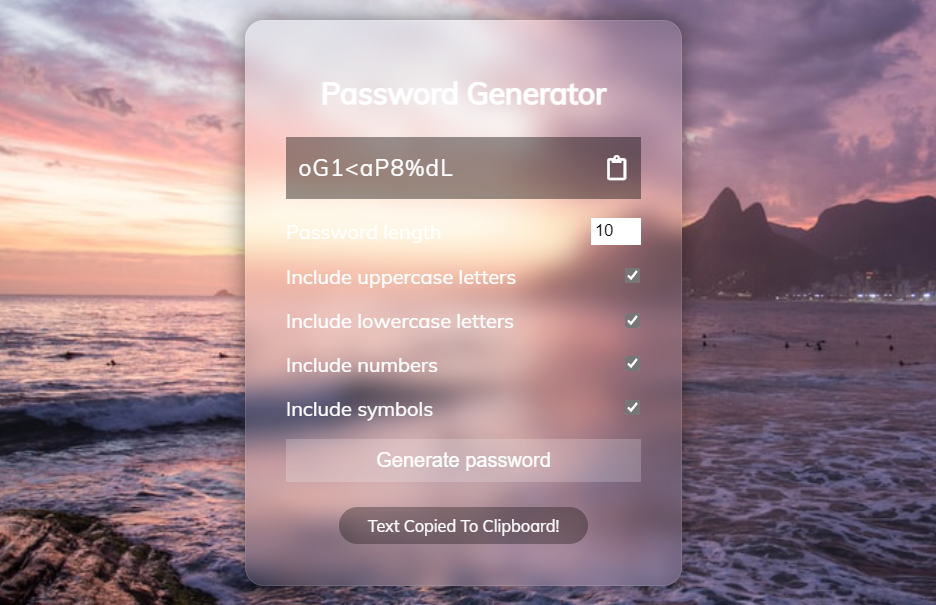 Password Generator
oG1<aP8%dL
Password length 10
Include uppercase letters
Include lowercase letters
Include numbers
Include symbols
Generate password
Text Copied To Clipboard!